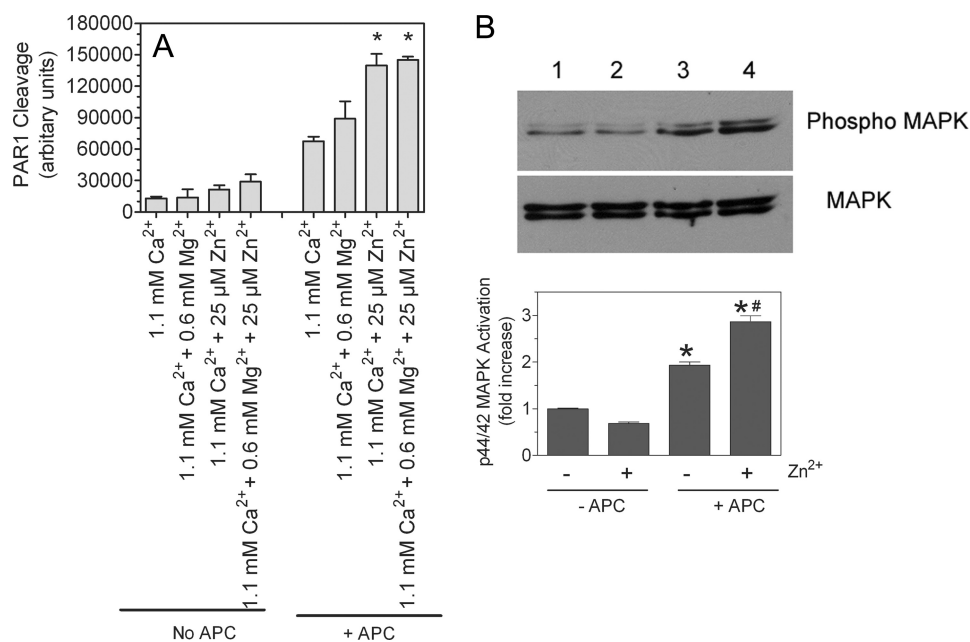 A
PAR1 Cleavage
(arbitary units)
180000
150000
120000
90000
60000
30000
0
* *
1.1 mM Ca²⁺
1.1 mM Ca²⁺ + 0.6 mM Mg²⁺
1.1 mM Ca²⁺ + 25 µM Zn²⁺
1.1 mM Ca²⁺ + 0.6 mM Mg²⁺ + 25 µM Zn²⁺
1.1 mM Ca²⁺
1.1 mM Ca²⁺ + 0.6 mM Mg²⁺
1.1 mM Ca²⁺ + 25 µM Zn²⁺
1.1 mM Ca²⁺ + 0.6 mM Mg²⁺ + 25 µM Zn²⁺
No APC
+ APC
B
1 2 3 4
Phospho MAPK
MAPK
p44/42 MAPK Activation
(fold increase)
3
2
1
0
*
*#
- + - + Zn²⁺
- APC + APC